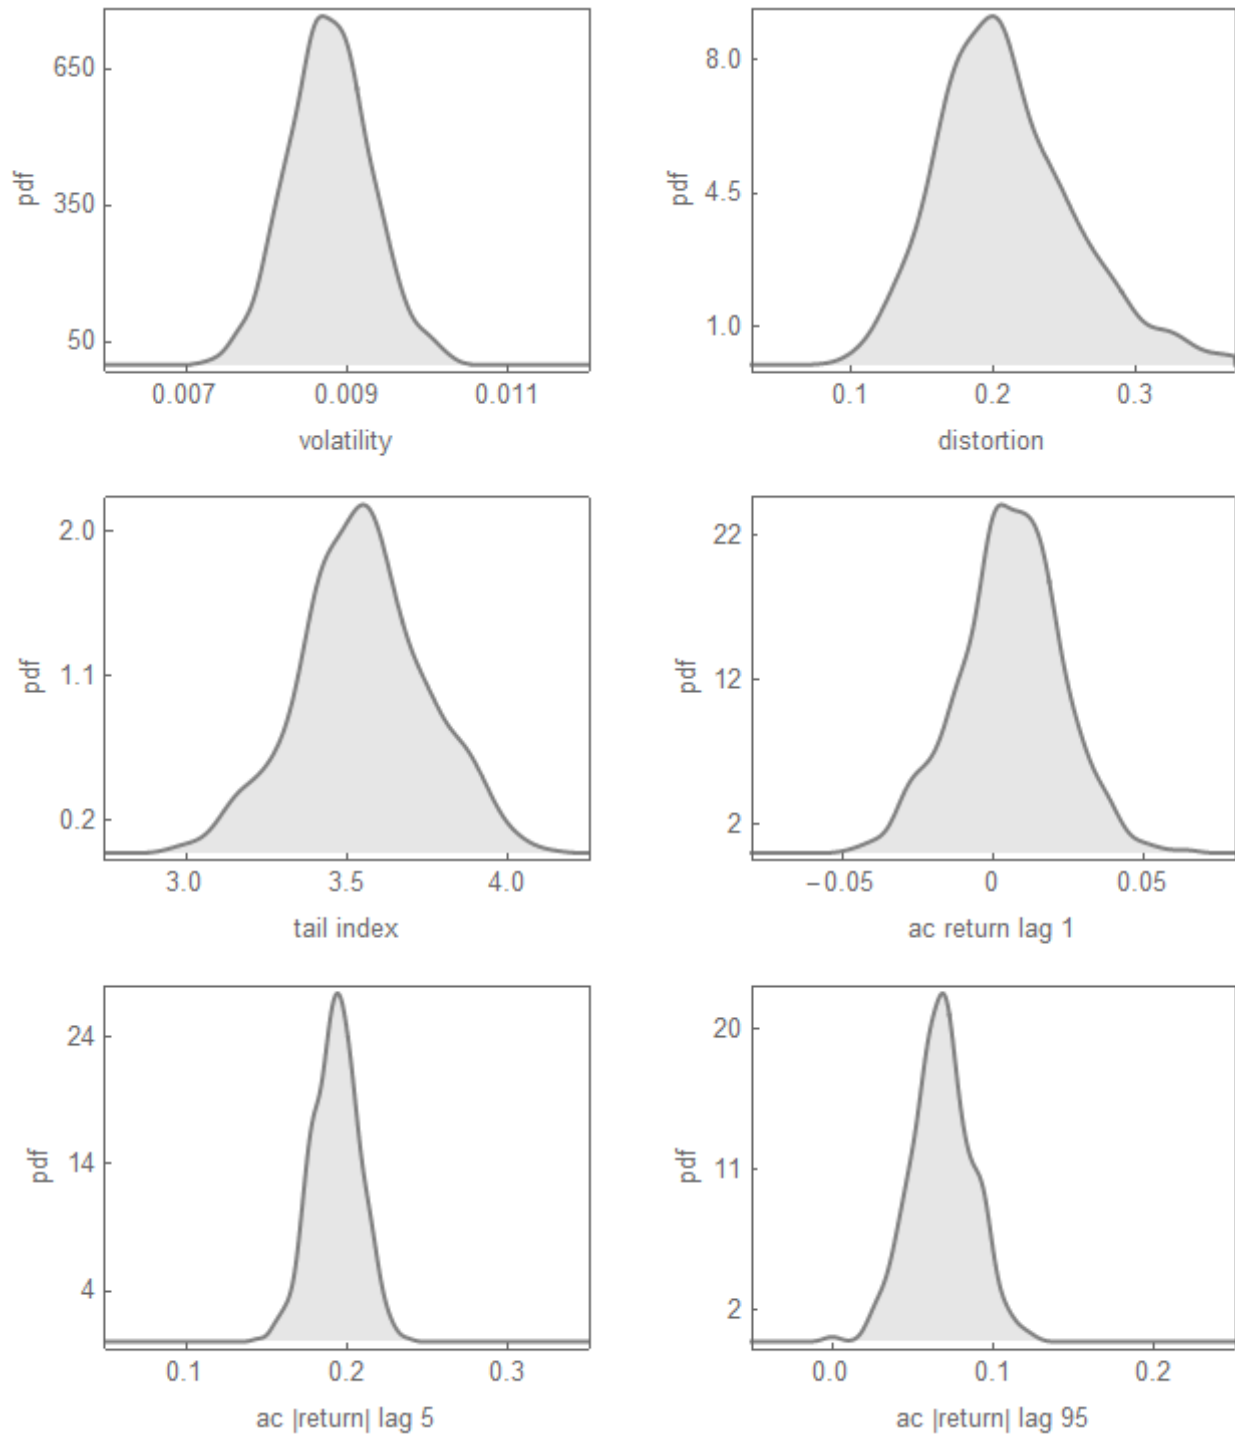 pdf
650
350
50
0.007 0.009 0.011
volatility
pdf
8.0
4.5
1.0
0.1 0.2 0.3
distortion
pdf
2.0
1.1
0.2
3.0 3.5 4.0
tail index
pdf
22
12
2
−0.05 0 0.05
ac return lag 1
pdf
24
14
4
0.1 0.2 0.3
ac |return| lag 5
pdf
20
11
2
0.0 0.1 0.2
ac |return| lag 95